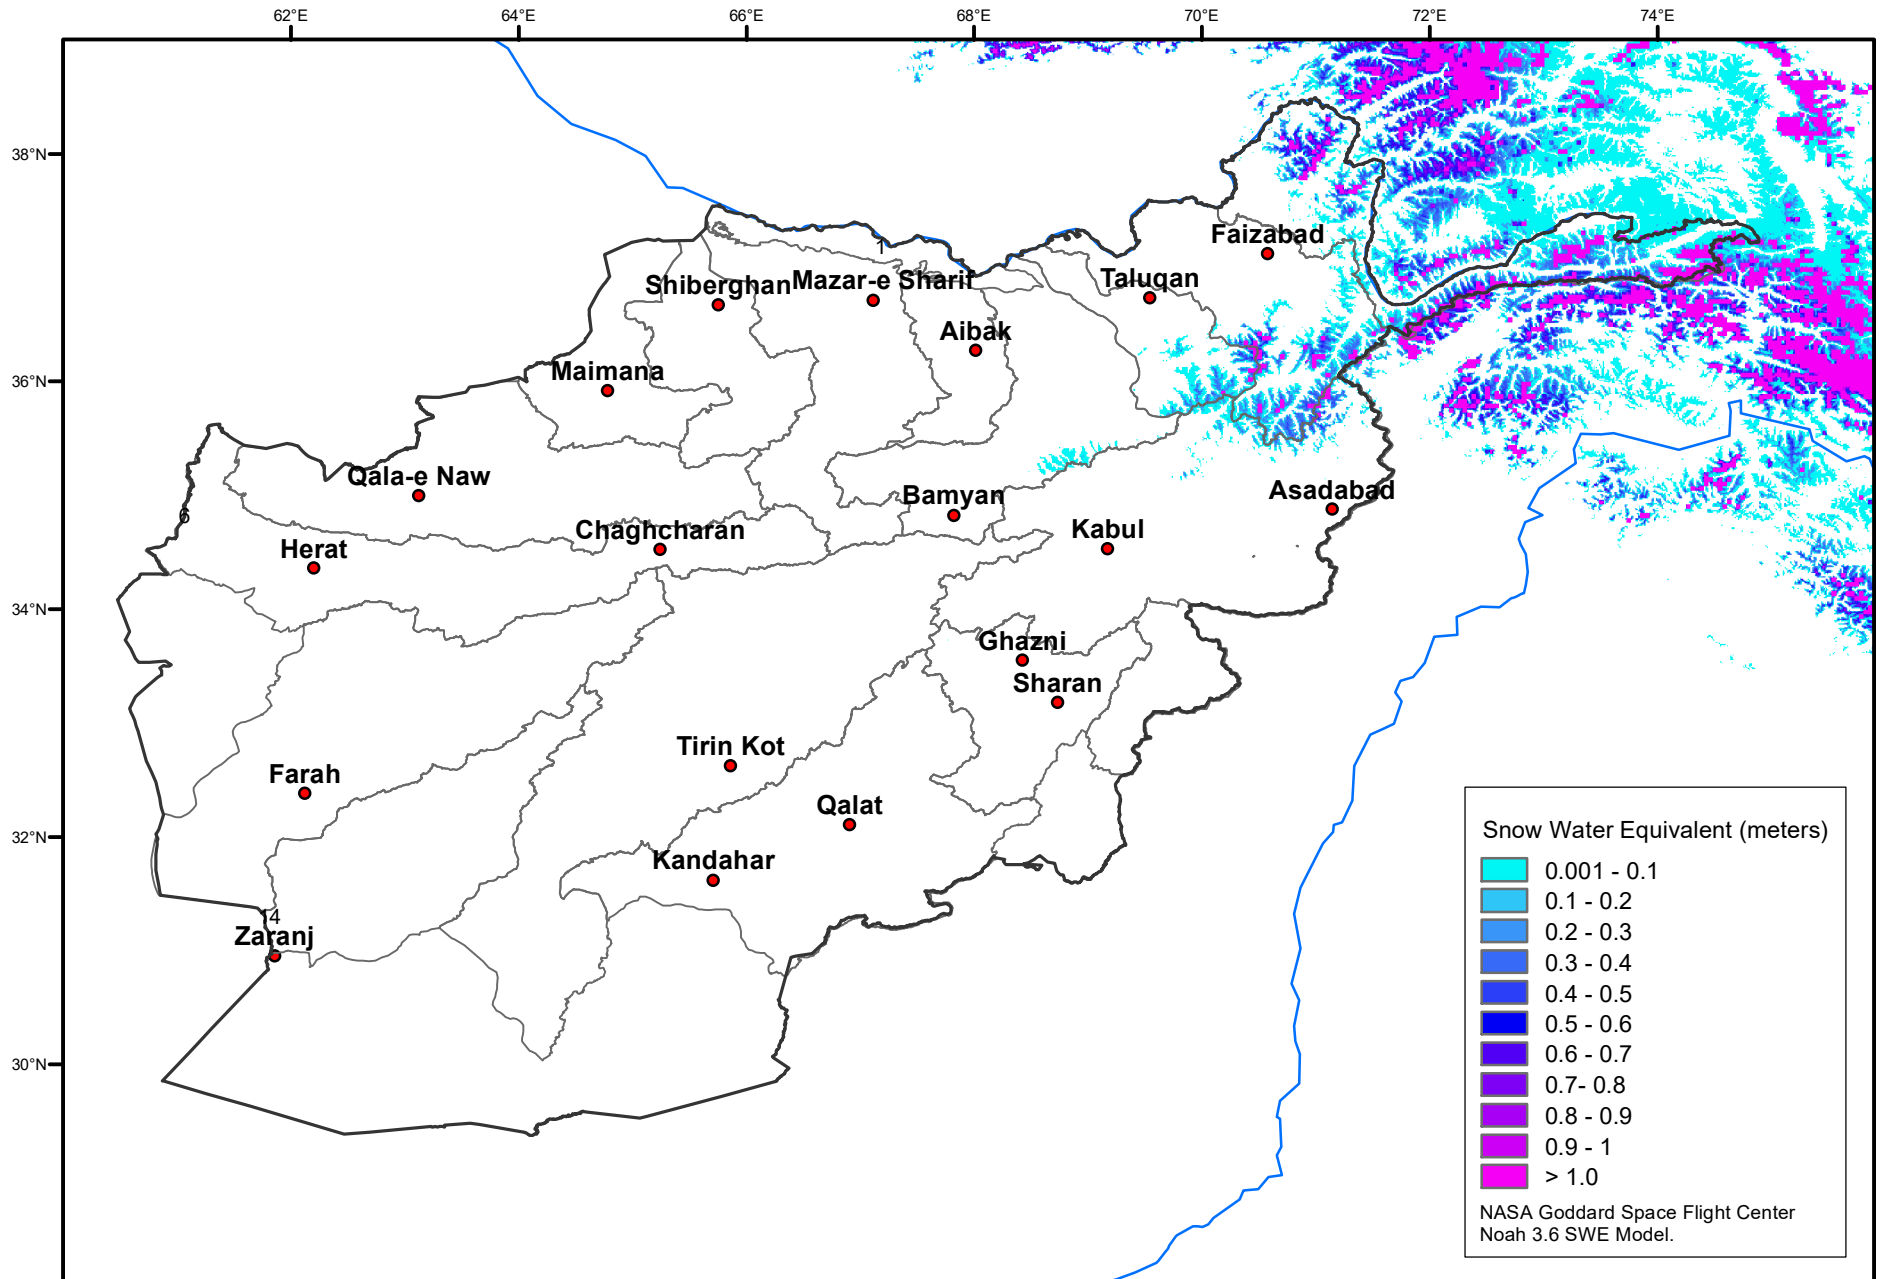 62°E 64°E 66°E 68°E 70°E 72°E 74°E
38°N
Faizabad
1
Shiberghan
Mazar-e Sharif
Taluqan
Aibak
36°N
Maimana
Qala-e Naw
Bamyan
Asadabad
6
Chaghcharan
Kabul
Herat
34°N
Ghazni
Sharan
Tirin Kot
Farah
Qalat
32°N
Kandahar
14
Zaranj
30°N
Snow Water Equivalent (meters)
0.001 - 0.1
0.1 - 0.2
0.2 - 0.3
0.3 - 0.4
0.4 - 0.5
0.5 - 0.6
0.6 - 0.7
0.7- 0.8
0.8 - 0.9
0.9 - 1
> 1.0
NASA Goddard Space Flight Center
Noah 3.6 SWE Model.